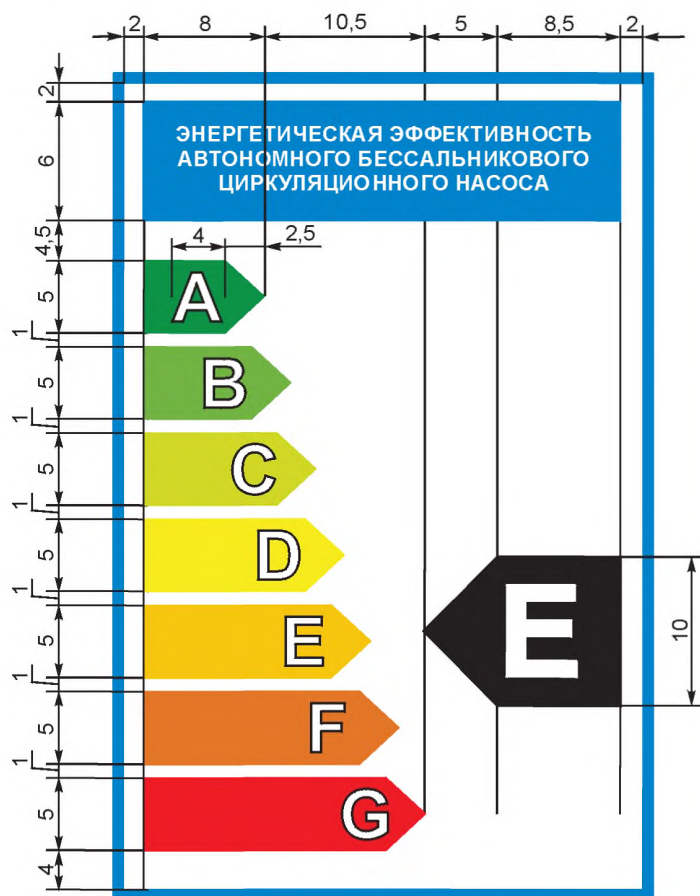 2 8 10,5 5 8,5 2
2
ЭНЕРГЕТИЧЕСКАЯ ЭФФЕКТИВНОСТЬ
АВТОНОМНОГО БЕССАЛЬНИКОВОГО
ЦИРКУЛЯЦИОННОГО НАСОСА
6
4,5
4 2,5
5 A
1
5 B
1
5 C
1
5 D
1
5 E
E
10
1
5 F
1
5 G
4